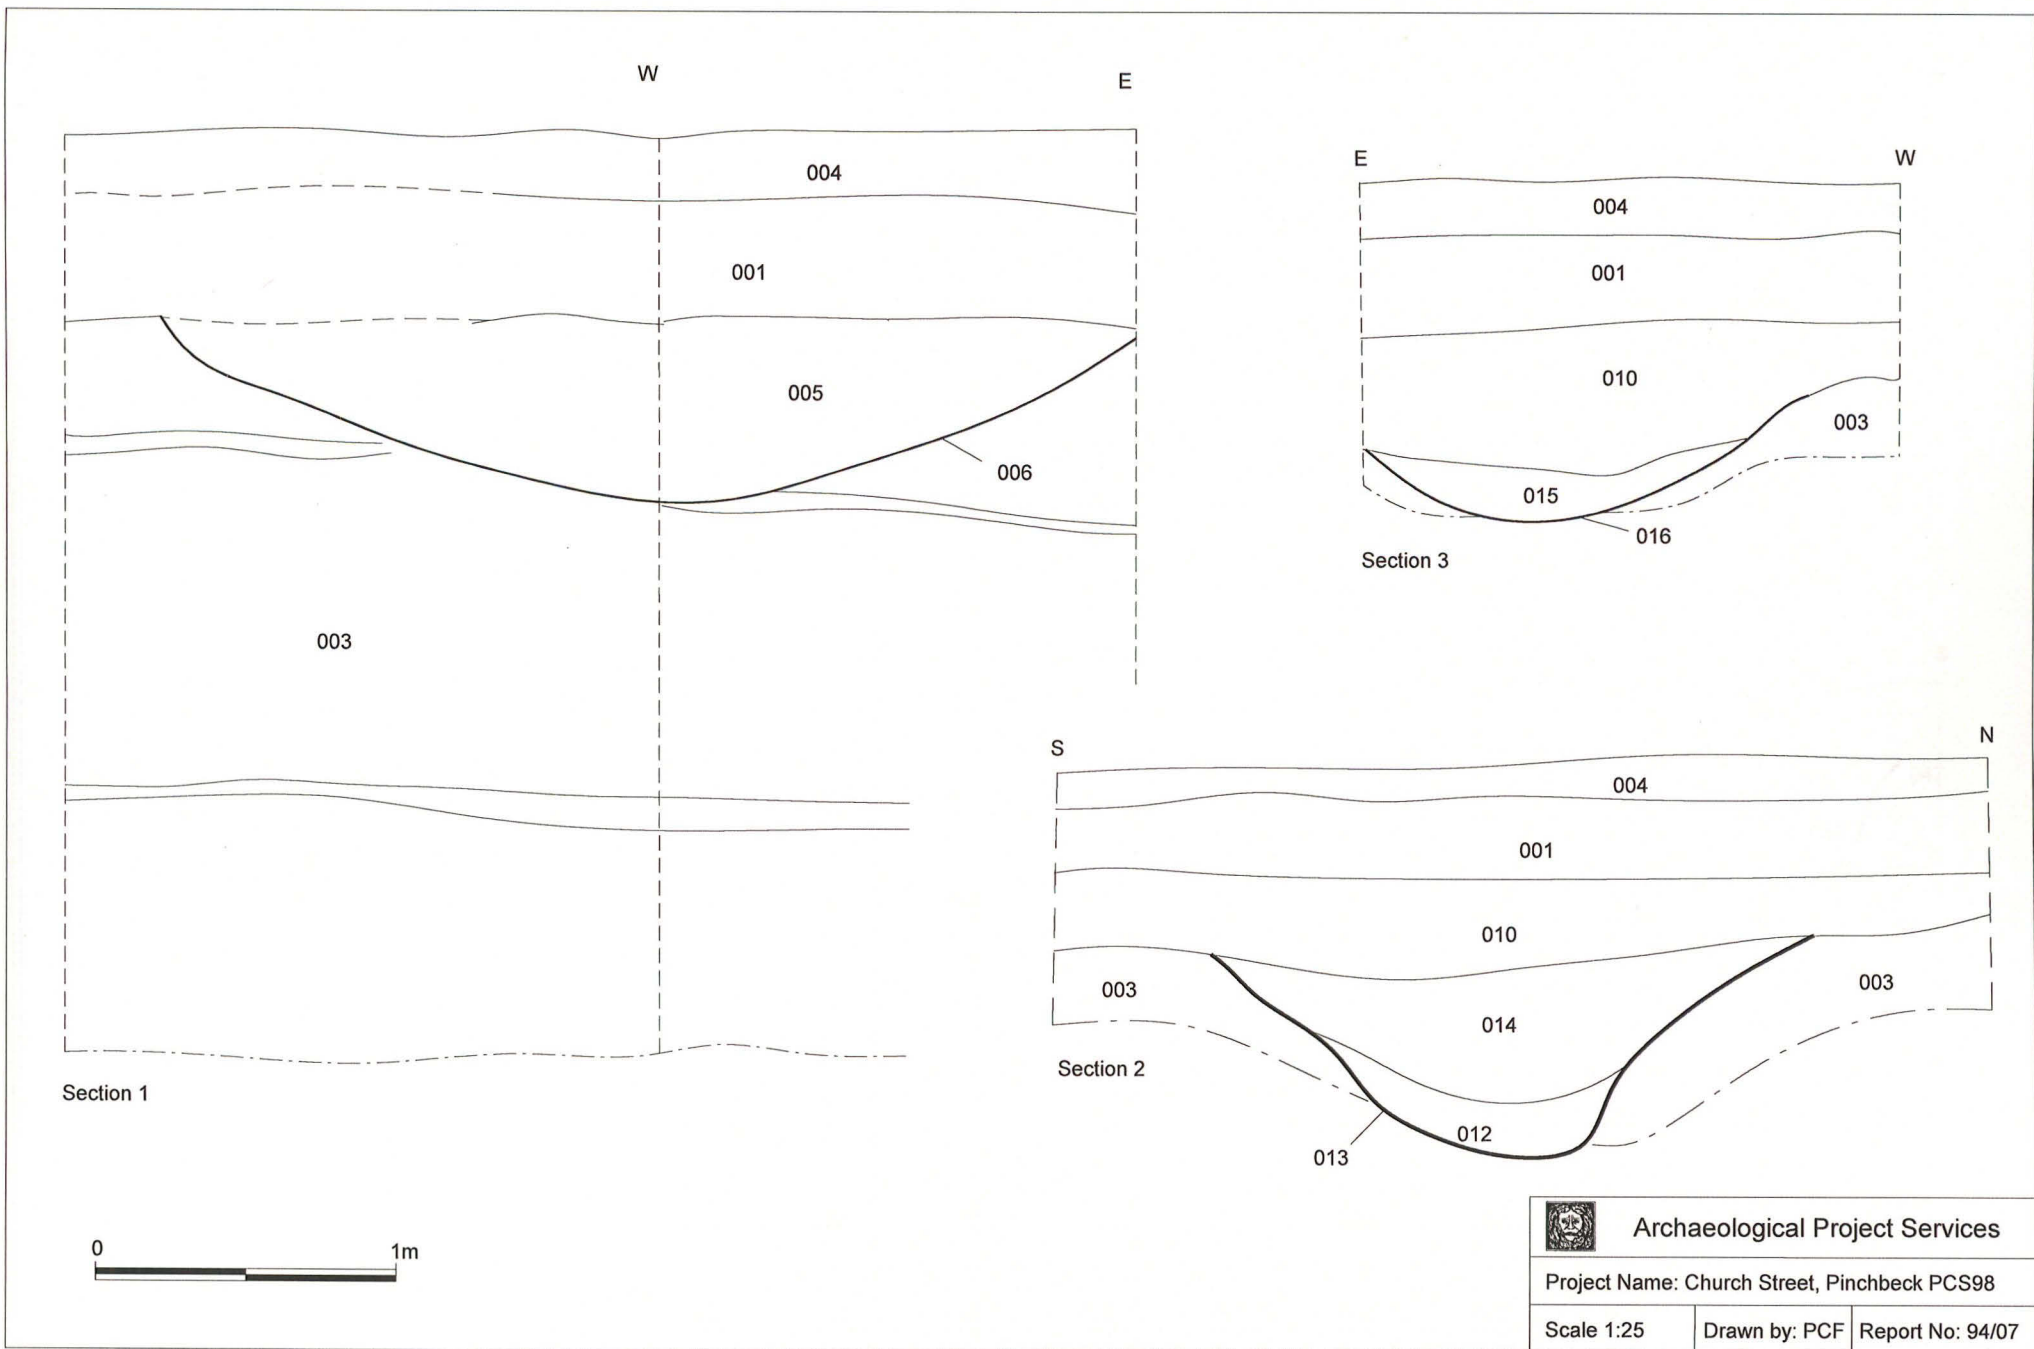 W
E
004
001
005
006
003
Section 1
E
W
004
001
010
003
015
016
Section 3
S
N
004
001
010
003
003
014
Section 2
012
013
0
1m
Archaeological Project Services
Project Name: Church Street, Pinchbeck PCS98
Scale 1:25
Drawn by: PCF
Report No: 94/07